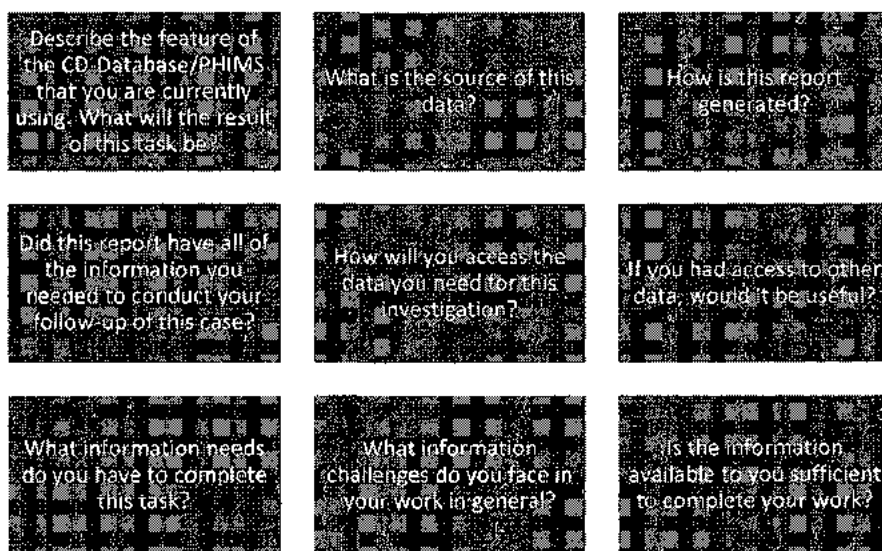 Describe the feature of
the CD Database/PHIMS
that you are currently
using. What will the result
of this task be?
What is the source of this
data?
How is this report
generated?
Did this report have all of
the information you
needed to conduct your
follow-up of this case?
How will you access the
data you need for this
investigation?
If you had access to other
data, would it be useful?
What information needs
do you have to complete
this task?
What information
challenges do you face in
your work in general?
Is the information
available to you sufficient
to complete your work?